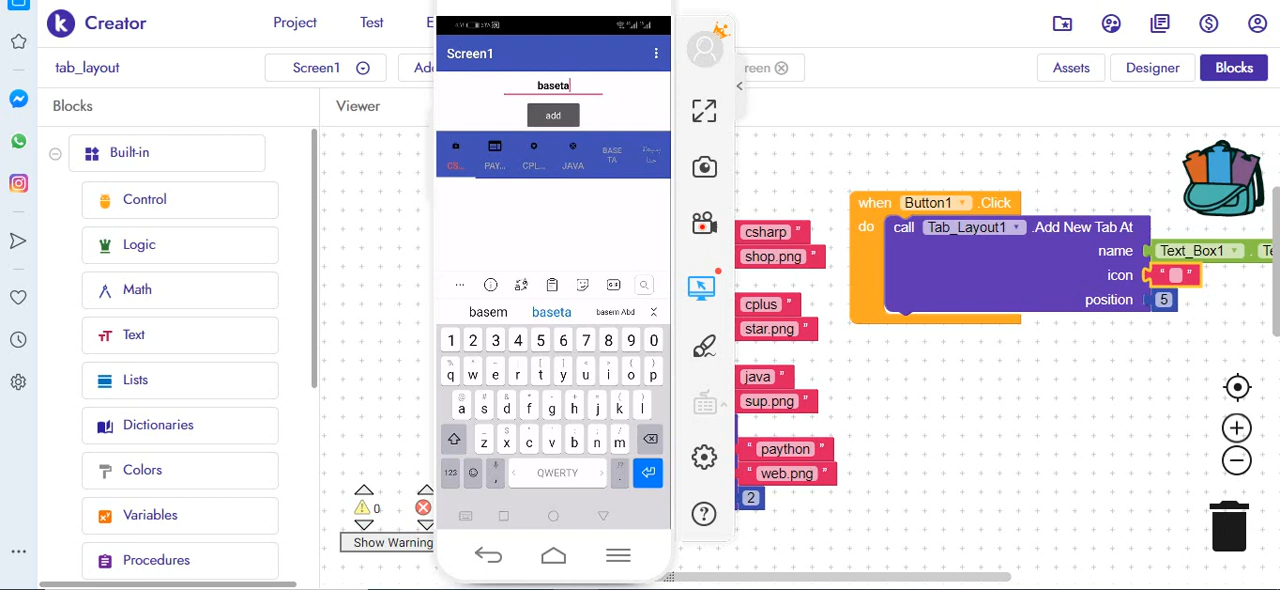 Creator
Project
Test
E
tab_layout
Screen1
Ad
reen
Assets
Designer
Blocks
Blocks
Viewer
Built-in
Control
Logic
Math
Text
Lists
Dictionaries
Colors
Variables
Procedures
0
Show Warning
Screen1
baseta
add
CS...
PAY...
CPL...
JAVA
BASE
TA
basem
baseta
basem Abd
1 2 3 4 5 6 7 8 9 0
q w e r t y u i o p
a s d f g h j k l
z x c v b n m
123
,
QWERTY
.
csharp "
shop.png "
cplus "
star.png "
java "
sup.png "
" paython "
" web.png "
2
when Button1 .Click
do call Tab_Layout1 .Add New Tab At
name Text_Box1 . Te
icon " "
position 5